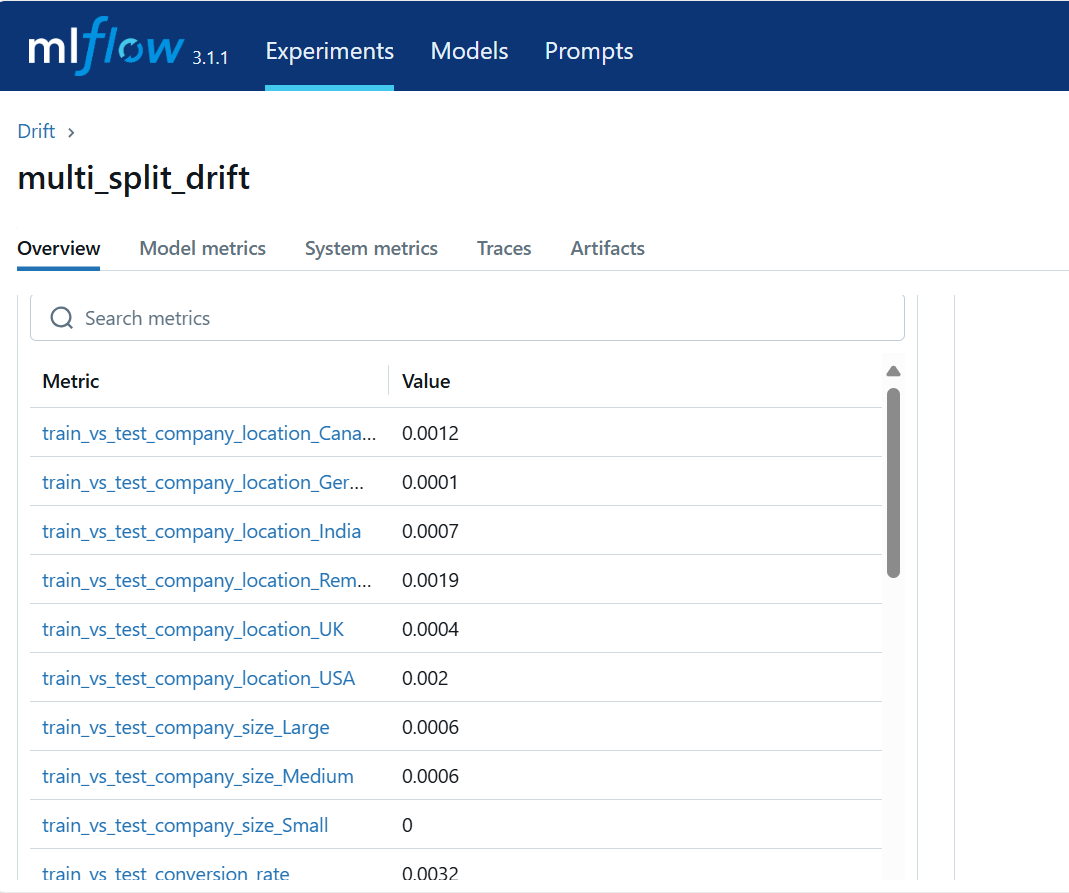 mlflow 3.1.1 Experiments Models Prompts
Drift >
multi_split_drift
Overview Model metrics System metrics Traces Artifacts
Search metrics
Metric Value
train_vs_test_company_location_Cana... 0.0012
train_vs_test_company_location_Ger... 0.0001
train_vs_test_company_location_India 0.0007
train_vs_test_company_location_Rem... 0.0019
train_vs_test_company_location_UK 0.0004
train_vs_test_company_location_USA 0.002
train_vs_test_company_size_Large 0.0006
train_vs_test_company_size_Medium 0.0006
train_vs_test_company_size_Small 0
train_vs_test_conversion_rate 0.0032